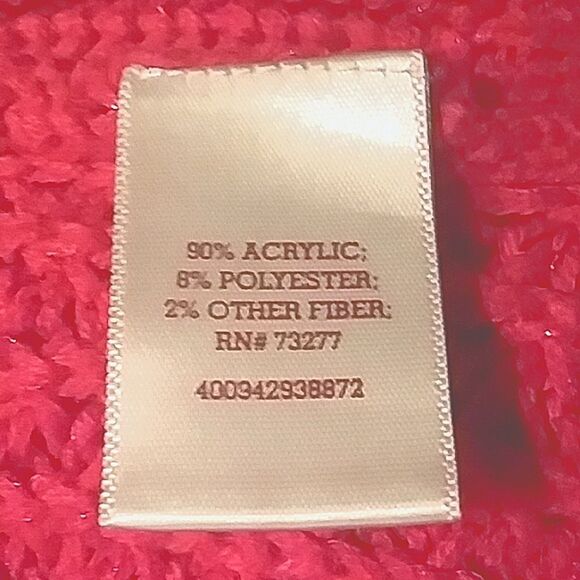 90% ACRYLIC;
8% POLYESTER;
2% OTHER FIBER;
RN# 73277
400942938872